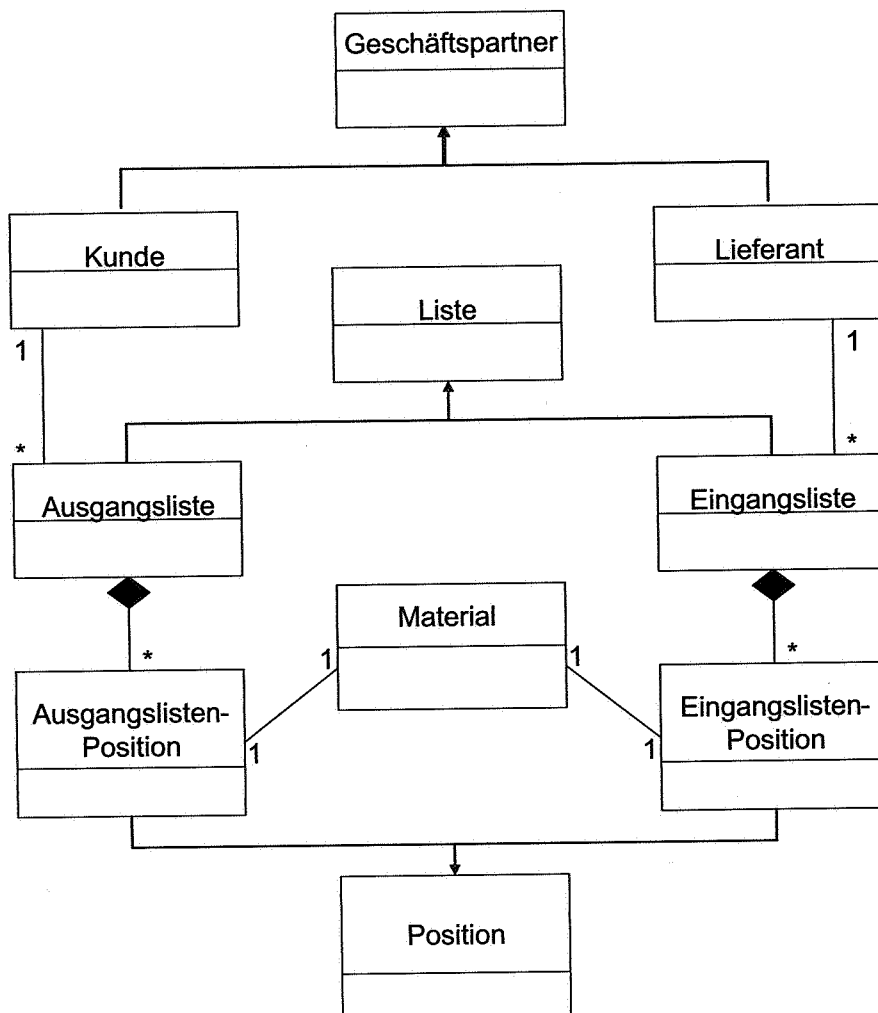 Geschäftspartner
Kunde
Lieferant
Liste
1
1
*
*
Ausgangsliste
Eingangsliste
Material
*
1
1
*
Ausgangslisten-
Position
Eingangslisten-
Position
1
1
Position